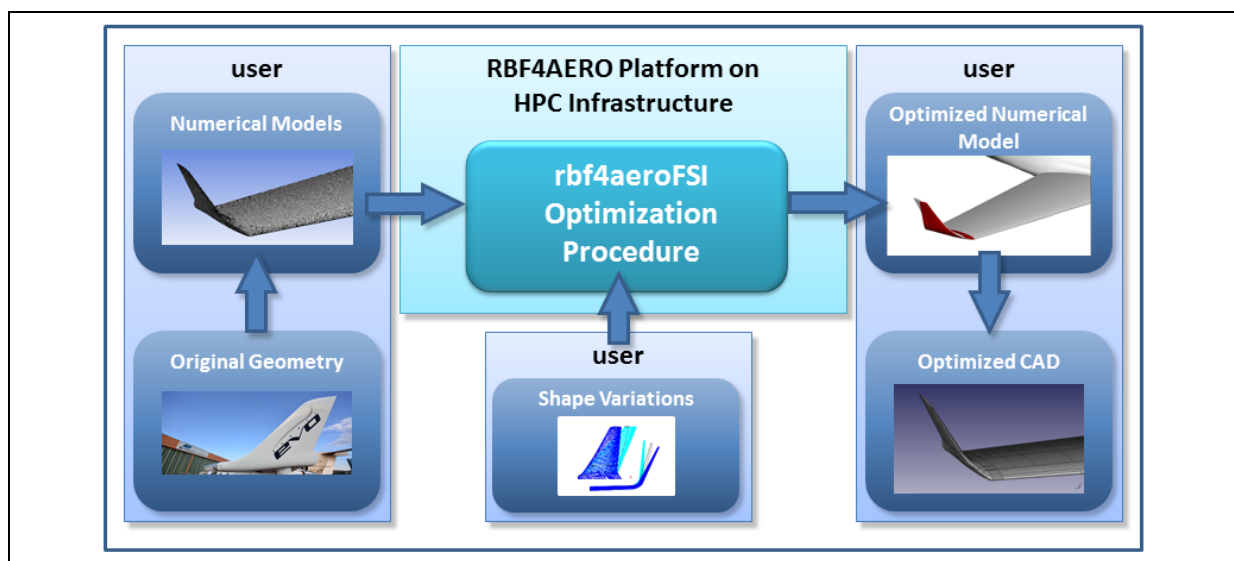 user
Numerical Models
Original Geometry
EVO
RBF4AERO Platform on
HPC Infrastructure
rbf4aeroFSI
Optimization
Procedure
user
Shape Variations
user
Optimized Numerical
Model
Optimized CAD